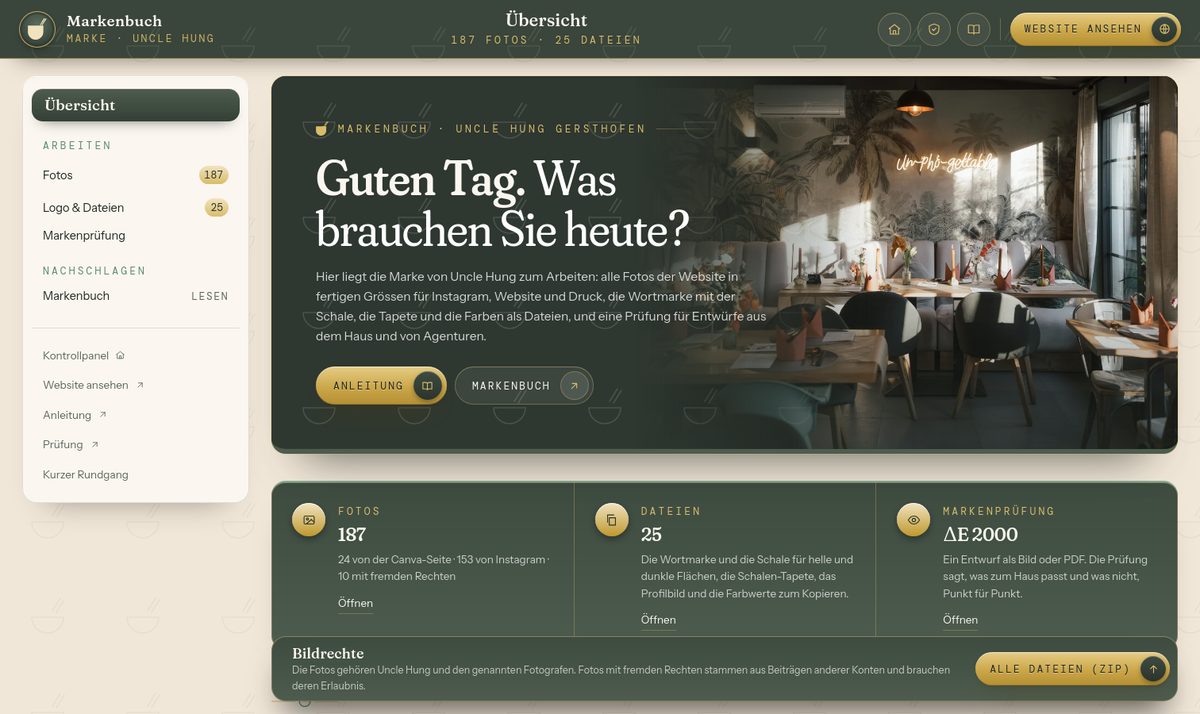 Markenbuch
MARKE · UNCLE HUNG
Übersicht
187 FOTOS · 25 DATEIEN
WEBSITE ANSEHEN
Übersicht
ARBEITEN
Fotos 187
Logo & Dateien 25
Markenprüfung
NACHSCHLAGEN
Markenbuch LESEN
Kontrollpanel
Website ansehen
Anleitung
Prüfung
Kurzer Rundgang
MARKENBUCH · UNCLE HUNG GERSTHOFEN
Guten Tag. Was
brauchen Sie heute?
Hier liegt die Marke von Uncle Hung zum Arbeiten: alle Fotos der Website in
fertigen Grössen für Instagram, Website und Druck, die Wortmarke mit der
Schale, die Tapete und die Farben als Dateien, und eine Prüfung für Entwürfe aus
dem Haus und von Agenturen.
ANLEITUNG
MARKENBUCH
Un-phở-gettable
FOTOS
187
24 von der Canva-Seite · 153 von Instagram ·
10 mit fremden Rechten
Öffnen
DATEIEN
25
Die Wortmarke und die Schale für helle und
dunkle Flächen, die Schalen-Tapete, das
Profilbild und die Farbwerte zum Kopieren.
Öffnen
MARKENPRÜFUNG
ΔE 2000
Ein Entwurf als Bild oder PDF. Die Prüfung
sagt, was zum Haus passt und was nicht,
Punkt für Punkt.
Öffnen
Bildrechte
Die Fotos gehören Uncle Hung und den genannten Fotografen. Fotos mit fremden Rechten stammen aus Beiträgen anderer Konten und brauchen
deren Erlaubnis.
ALLE DATEIEN (ZIP)